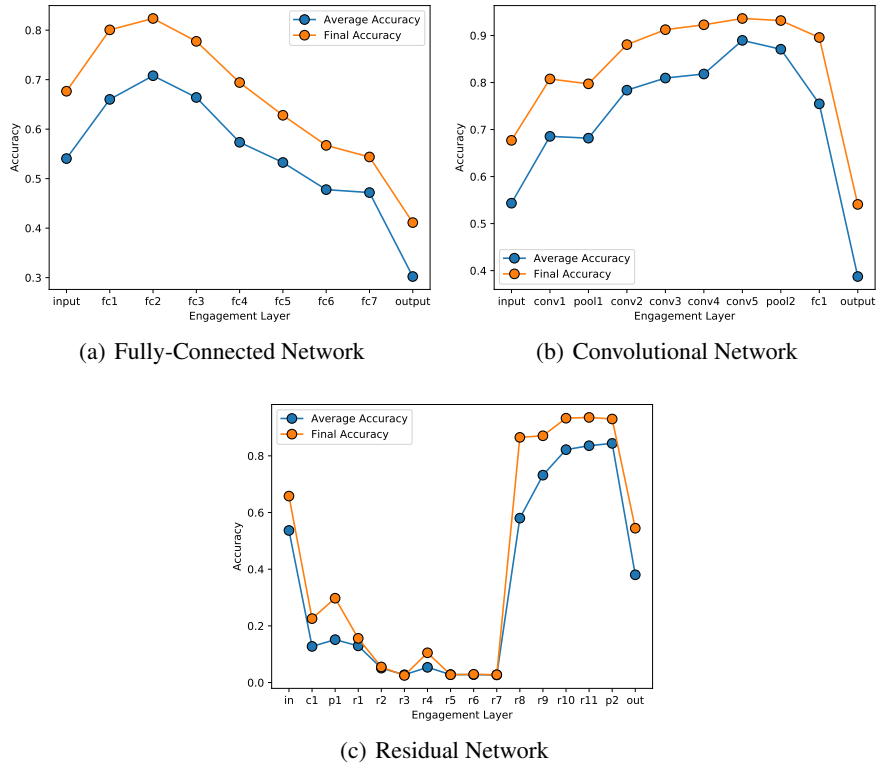 Average Accuracy
Final Accuracy
0.8
0.7
0.6
0.5
0.4
0.3
Accuracy
input fc1 fc2 fc3 fc4 fc5 fc6 fc7 output
Engagement Layer
(a) Fully-Connected Network
0.9
0.8
0.7
0.6
0.5
0.4
Accuracy
Average Accuracy
Final Accuracy
input conv1 pool1 conv2 conv3 conv4 conv5 pool2 fc1 output
Engagement Layer
(b) Convolutional Network
Average Accuracy
Final Accuracy
0.8
0.6
0.4
0.2
0.0
Accuracy
in c1 p1 r1 r2 r3 r4 r5 r6 r7 r8 r9 r10 r11 p2 out
Engagement Layer
(c) Residual Network